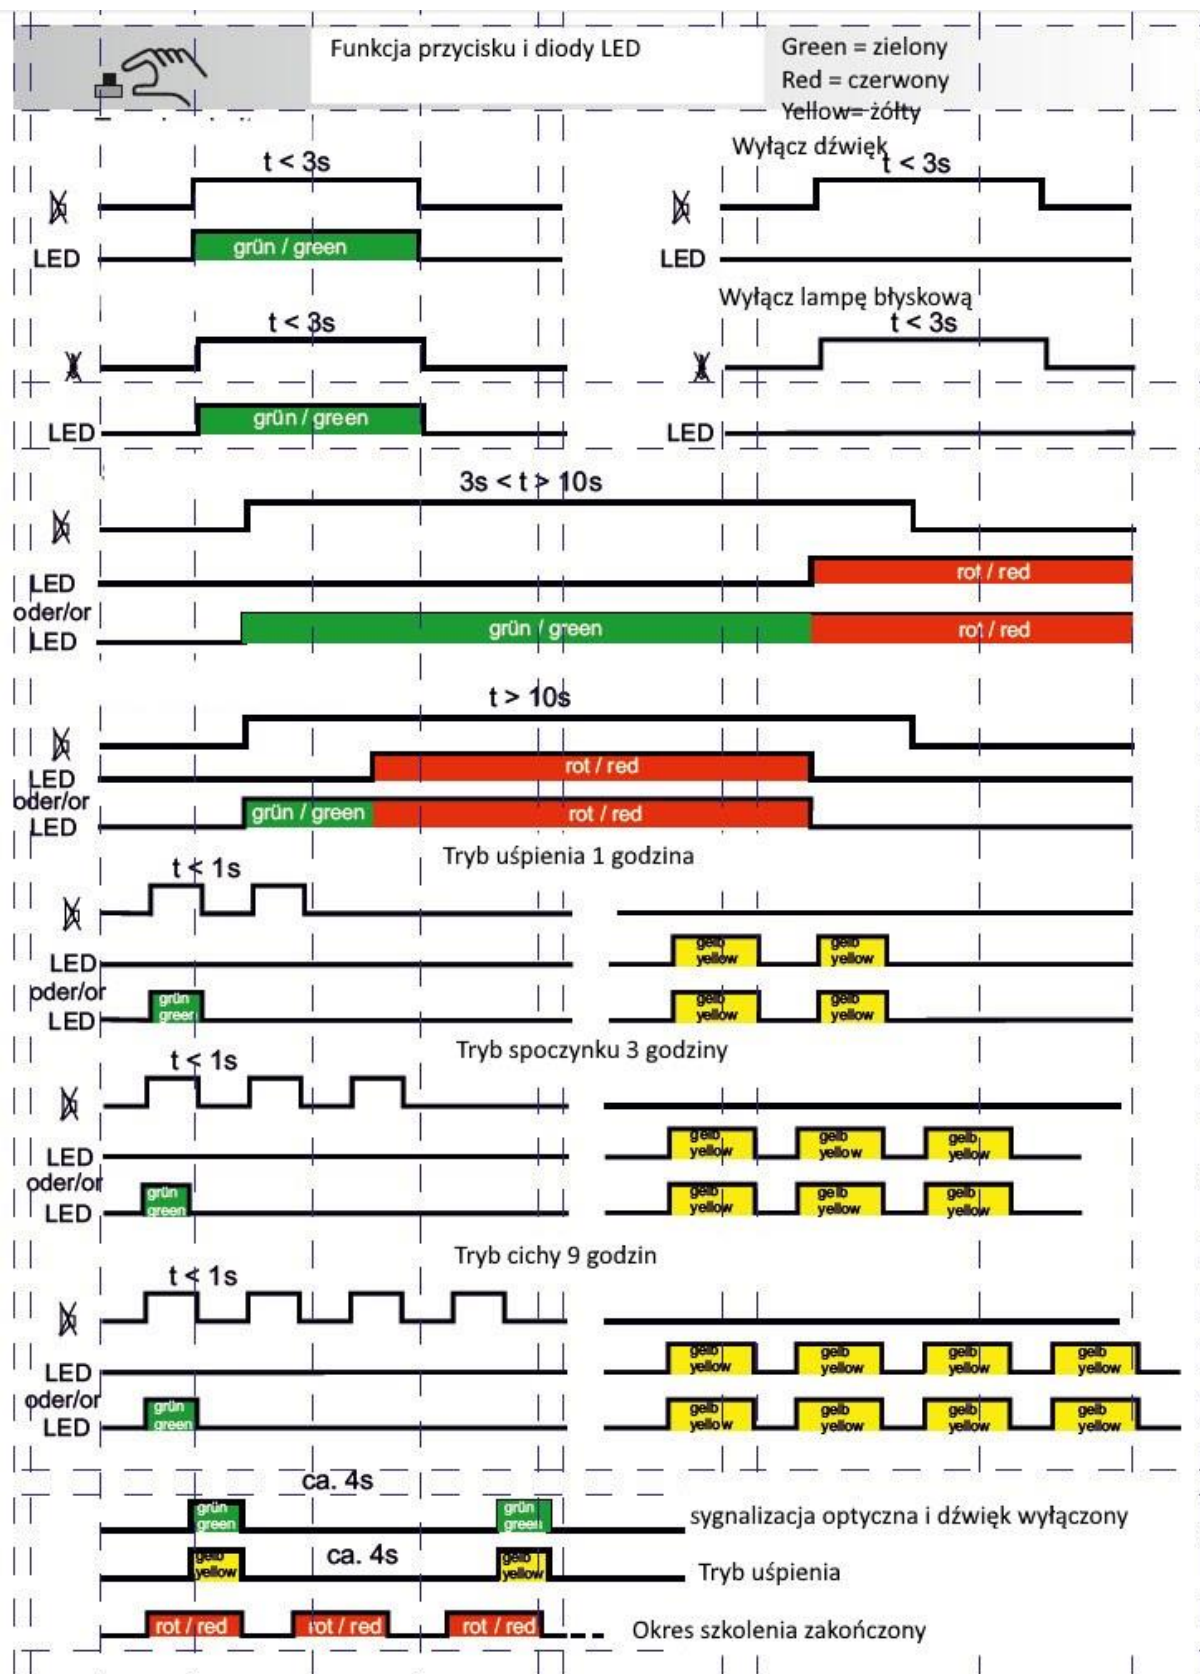 Funkcja przycisku i diody LED
Green = zielony
Red = czerwony
Yellow= żółty
Wyłącz dźwięk
t < 3s
t < 3s
LED
grün / green
LED
Wyłącz lampę błyskową
t < 3s
t < 3s
LED
grün / green
LED
3s < t > 10s
LED
rot / red
oder/or
LED
grün / green
rot / red
t > 10s
LED
rot / red
oder/or
LED
grün / green
rot / red
Tryb uśpienia 1 godzina
t < 1s
LED
gelb
yellow
gelb
yellow
oder/or
LED
grün
green
gelb
yellow
gelb
yellow
Tryb spoczynku 3 godziny
t < 1s
LED
gelb
yellow
gelb
yellow
gelb
yellow
oder/or
LED
grün
green
gelb
yellow
gelb
yellow
gelb
yellow
Tryb cichy 9 godzin
t < 1s
LED
gelb
yellow
gelb
yellow
gelb
yellow
gelb
yellow
oder/or
LED
grün
green
gelb
yellow
gelb
yellow
gelb
yellow
gelb
yellow
ca. 4s
grün
green
grün
green
sygnalizacja optyczna i dźwięk wyłączony
gelb
yellow
ca. 4s
gelb
yellow
Tryb uśpienia
rot / red
rot / red
rot / red
Okres szkolenia zakończony